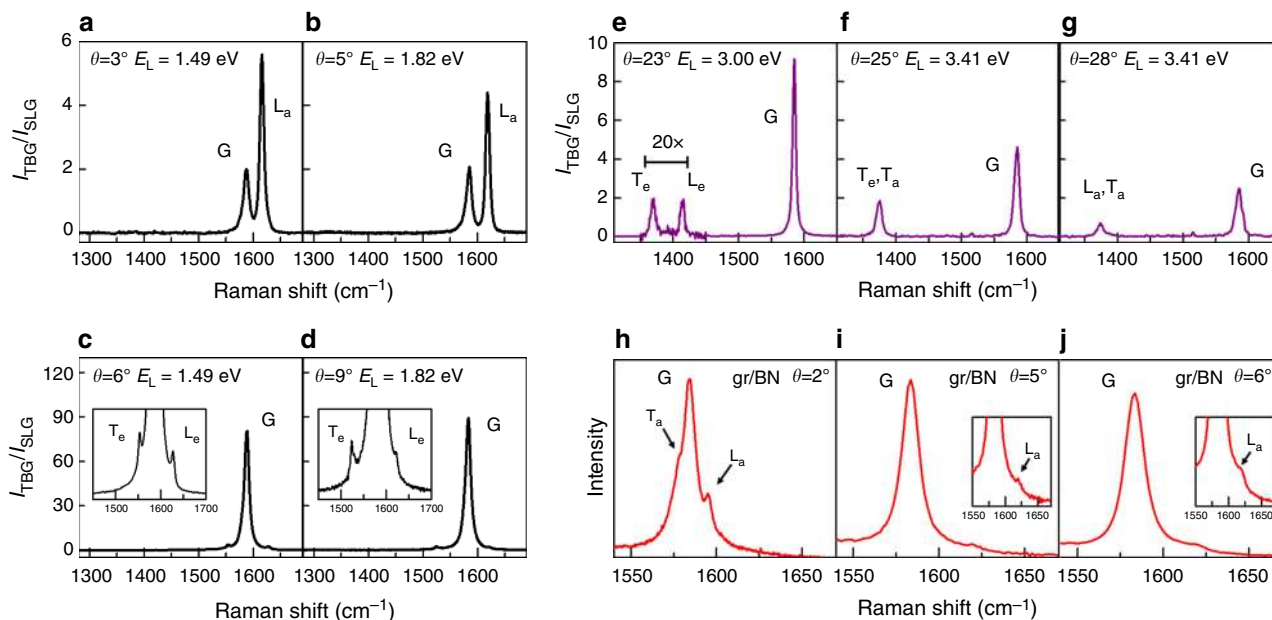 a
b
θ=3° E_L = 1.49 eV
θ=5° E_L = 1.82 eV
I_TBG/I_SLG
6
4
2
0
G
L_a
G
L_a
1300 1400 1500 1600
1300 1400 1500 1600
Raman shift (cm⁻¹)
e
f
g
θ=23° E_L = 3.00 eV
θ=25° E_L = 3.41 eV
θ=28° E_L = 3.41 eV
I_TBG/I_SLG
10
8
6
4
2
0
20×
T_e
L_e
G
T_e,T_a
G
L_a,T_a
G
1400 1500 1600
1400 1500 1600
1400 1500 1600
Raman shift (cm⁻¹)
c
d
θ=6° E_L = 1.49 eV
θ=9° E_L = 1.82 eV
I_TBG/I_SLG
120
90
60
30
0
T_e
L_e
1500 1600 1700
G
T_e
L_e
1500 1600 1700
G
1300 1400 1500 1600
1300 1400 1500 1600
Raman shift (cm⁻¹)
h
i
j
gr/BN θ=2°
gr/BN θ=5°
gr/BN θ=6°
Intensity
G
T_a
L_a
G
L_a
1550 1600 1650
G
L_a
1550 1600 1650
1550 1600 1650
1550 1600 1650
1550 1600 1650
Raman shift (cm⁻¹)